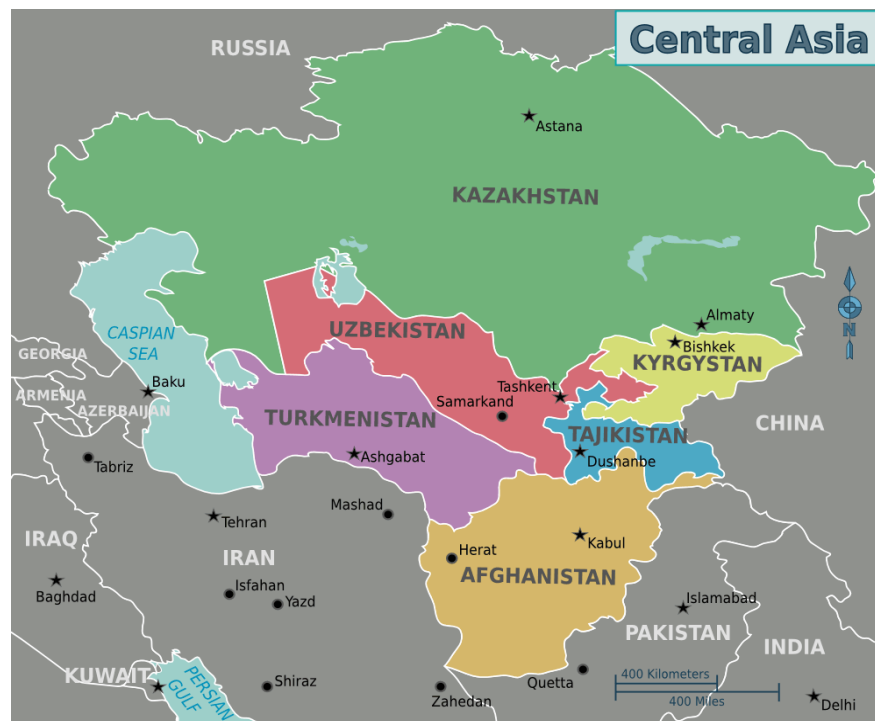 Central Asia
RUSSIA
Astana
KAZAKHSTAN
CASPIAN
SEA
UZBEKISTAN
Almaty
N
GEORGIA
Bishkek
KYRGYSTAN
Baku
Tashkent
ARMENIA
AZERBAIJAN
Samarkand
TURKMENISTAN
CHINA
TAJIKISTAN
Ashgabat
Dushanbe
Tabriz
Mashad
Tehran
IRAQ
IRAN
Herat
Kabul
AFGHANISTAN
Baghdad
Isfahan
Yazd
Islamabad
PAKISTAN
INDIA
KUWAIT
PERSIAN
GULF
Shiraz
Zahedan
Quetta
400 Kilometers
400 Miles
Delhi